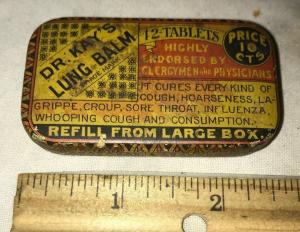 DR. KAY'S
LUNG BALM
12-TABLETS
HIGHLY
ENDORSED BY
CLERGYMEN AND PHYSICIANS
PRICE
10
CTS
IT CURES EVERY KIND OF
COUGH, HOARSENESS, LA-
GRIPPE, CROUP, SORE THROAT, INFLUENZA,
WHOOPING COUGH AND CONSUMPTION.
REFILL FROM LARGE BOX.
1
2